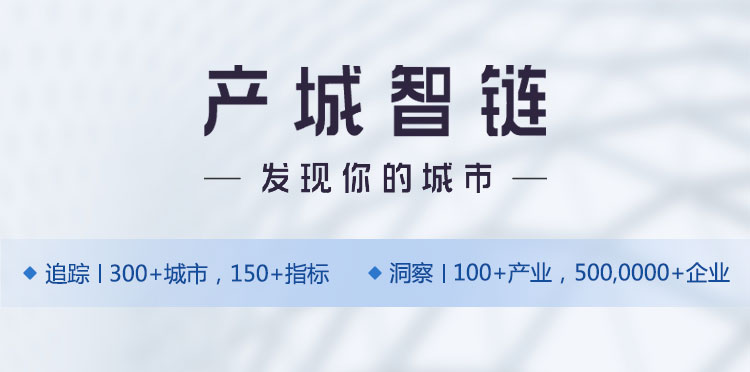 产城智链
— 发现你的城市 —
◆ 追踪 | 300+城市，150+指标 ◆ 洞察 | 100+产业，500,0000+企业